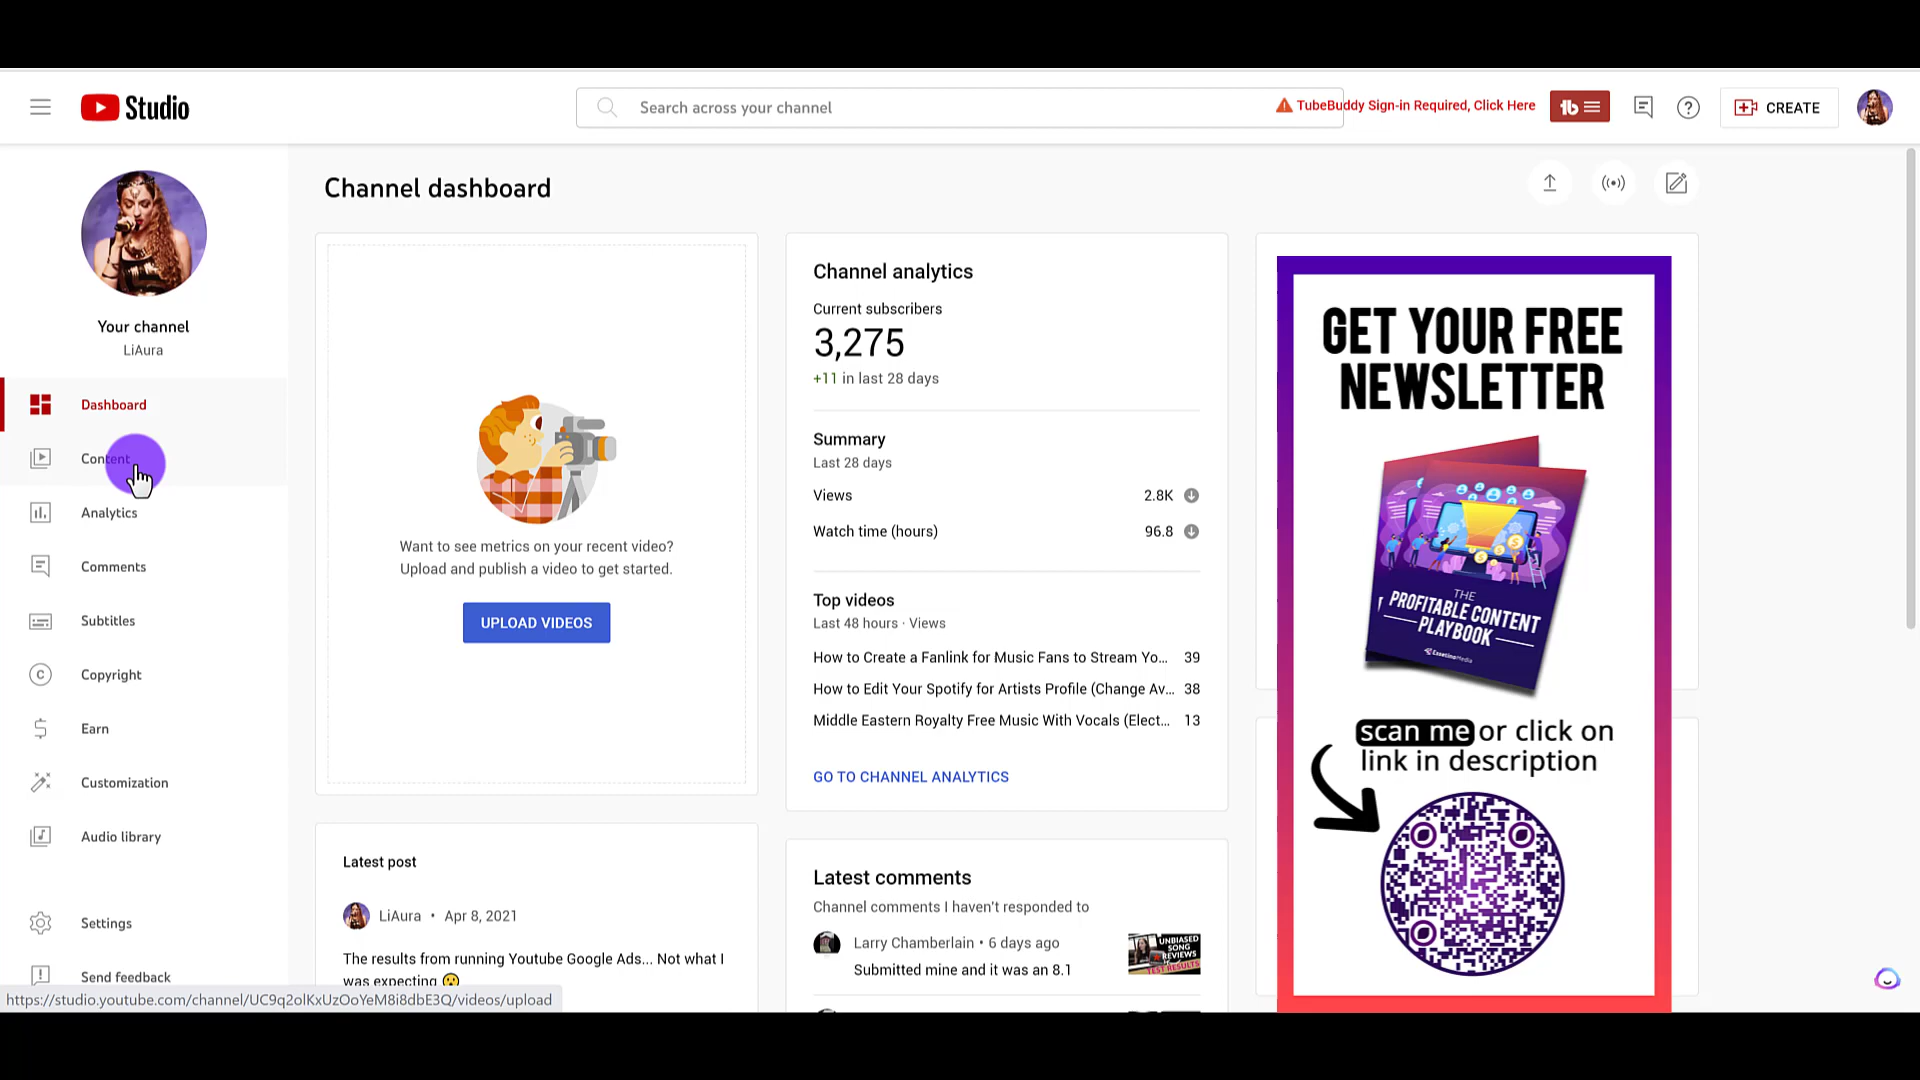 Studio
Search across your channel
TubeBuddy Sign-in Required, Click Here
tb
CREATE
Your channel
LiAura
Dashboard
Content
Analytics
Comments
Subtitles
Copyright
Earn
Customization
Audio library
Settings
Send feedback
https://studio.youtube.com/channel/UC9q2olKxUzOoYeM8i8dbE3Q/videos/upload
Channel dashboard
Want to see metrics on your recent video?
Upload and publish a video to get started.
UPLOAD VIDEOS
Latest post
LiAura • Apr 8, 2021
The results from running Youtube Google Ads... Not what I
was expecting 😮
Channel analytics
Current subscribers
3,275
+11 in last 28 days
Summary
Last 28 days
Views 2.8K
Watch time (hours) 96.8
Top videos
Last 48 hours · Views
How to Create a Fanlink for Music Fans to Stream Yo... 39
How to Edit Your Spotify for Artists Profile (Change Av... 38
Middle Eastern Royalty Free Music With Vocals (Elect... 13
GO TO CHANNEL ANALYTICS
Latest comments
Channel comments I haven't responded to
Larry Chamberlain • 6 days ago
Submitted mine and it was an 8.1
UNBIASED
SONG
REVIEWS
TEST RESULTS
GET YOUR FREE
NEWSLETTER
THE
PROFITABLE CONTENT
PLAYBOOK
EssetinoMedia
scan me or click on
link in description